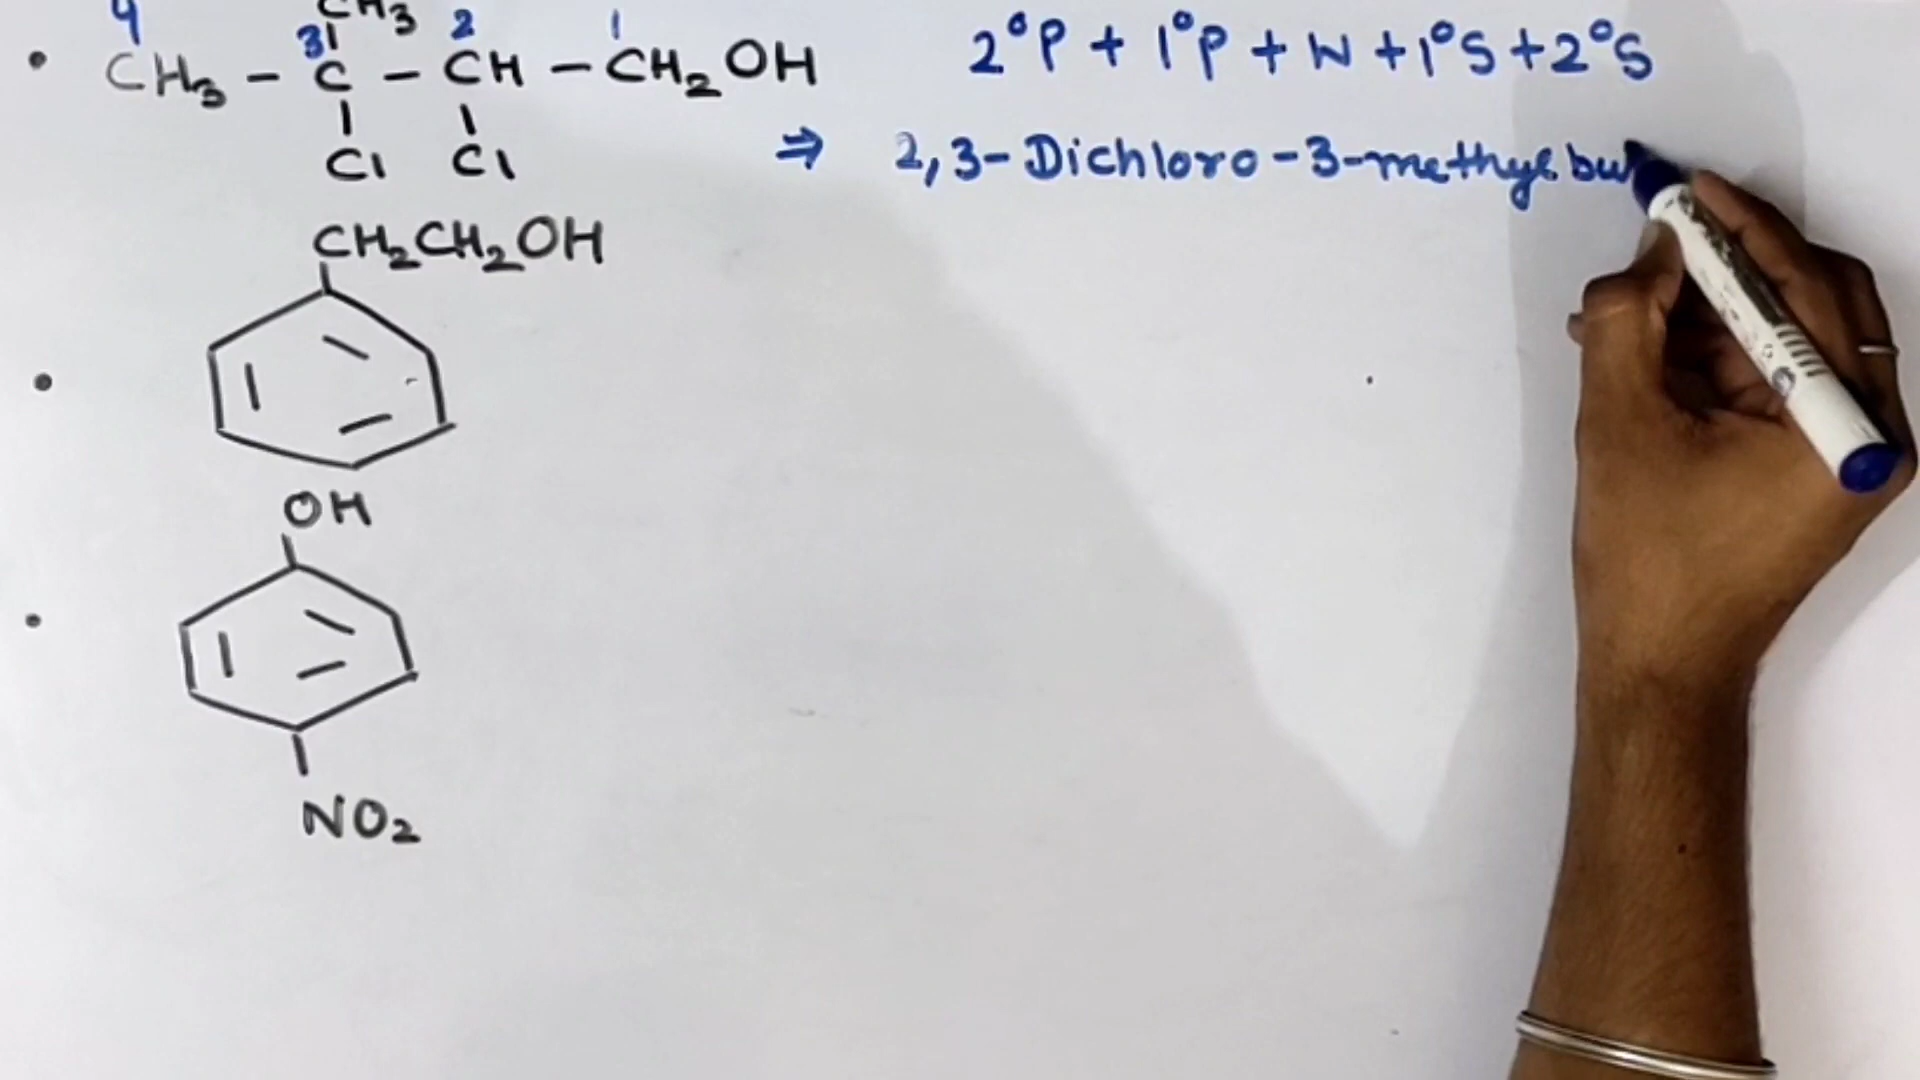 4 CH3 2 1
3
CH3 - C - CH - CH2OH
Cl Cl
2°P + 1°P + W + 1°S + 2°S
⇒ 2,3-Dichloro-3-methyl bu
CH2CH2OH
OH
NO2